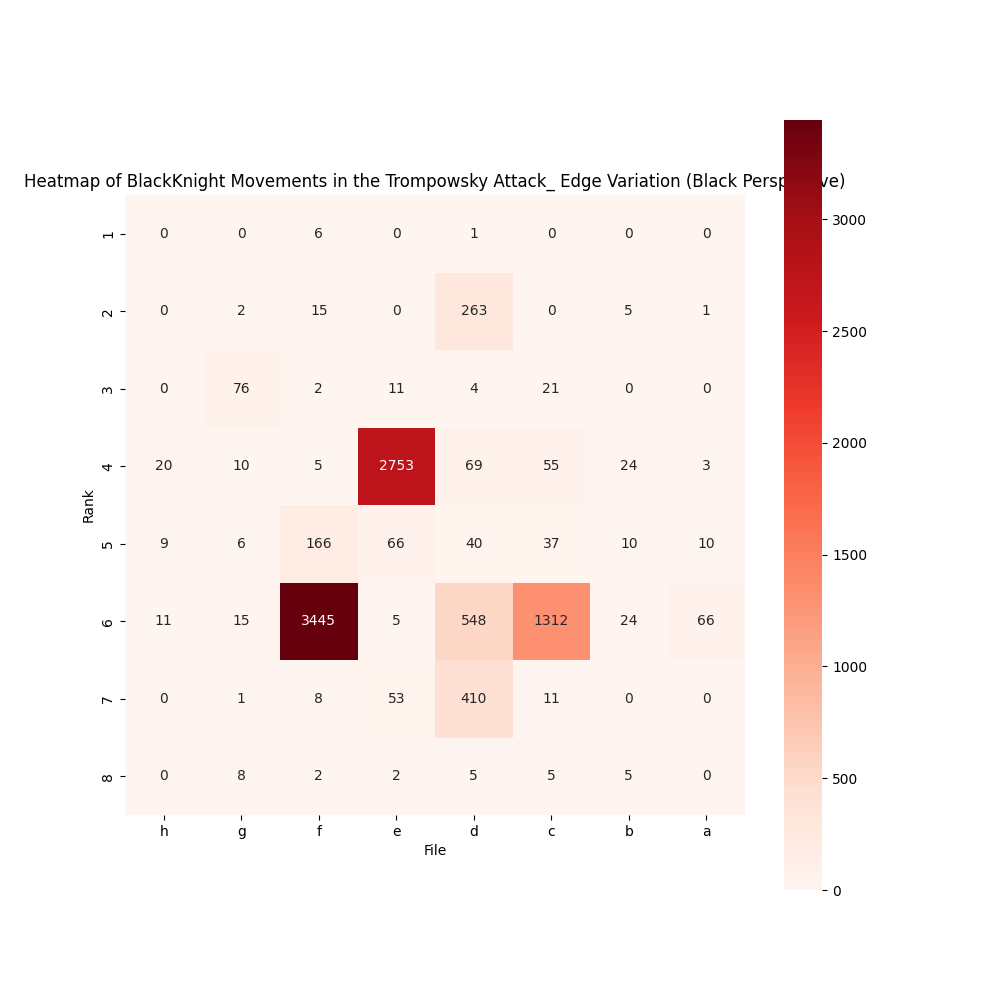 Heatmap of BlackKnight Movements in the Trompowsky Attack_ Edge Variation (Black Persp ve)
1 0 0 6 0 1 0 0 0
2 0 2 15 0 263 0 5 1
3 0 76 2 11 4 21 0 0
4 20 10 5 2753 69 55 24 3
5 9 6 166 66 40 37 10 10
6 11 15 3445 5 548 1312 24 66
7 0 1 8 53 410 11 0 0
8 0 8 2 2 5 5 5 0
h g f e d c b a
Rank
File
3000
2500
2000
1500
1000
500
0